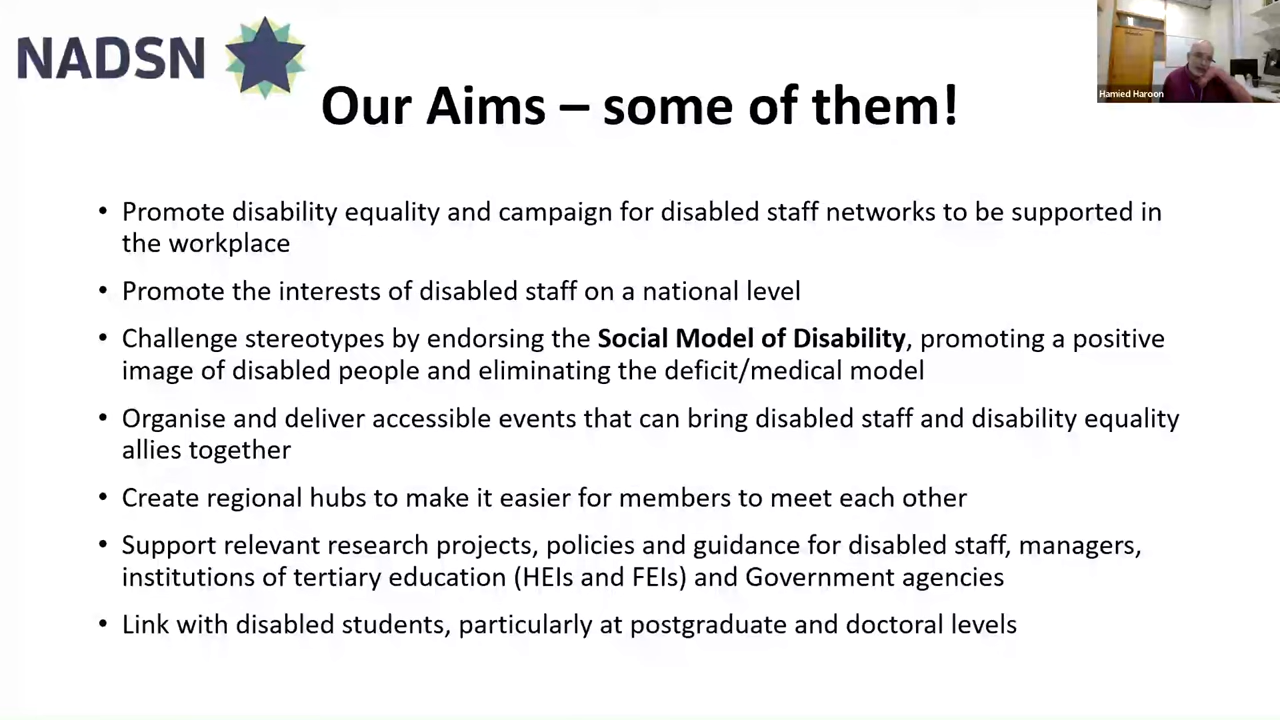 NADSN
Our Aims – some of them!
Hamied Haroon
• Promote disability equality and campaign for disabled staff networks to be supported in
the workplace
• Promote the interests of disabled staff on a national level
• Challenge stereotypes by endorsing the Social Model of Disability, promoting a positive
image of disabled people and eliminating the deficit/medical model
• Organise and deliver accessible events that can bring disabled staff and disability equality
allies together
• Create regional hubs to make it easier for members to meet each other
• Support relevant research projects, policies and guidance for disabled staff, managers,
institutions of tertiary education (HEIs and FEIs) and Government agencies
• Link with disabled students, particularly at postgraduate and doctoral levels